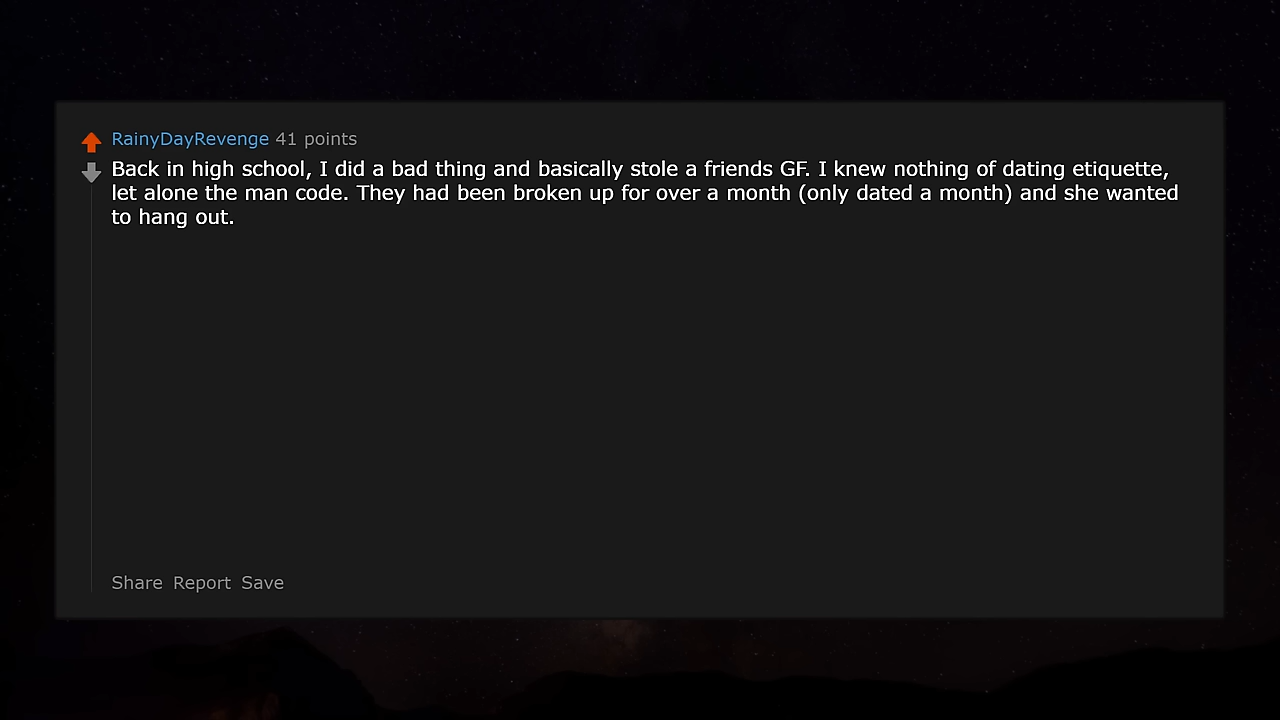 RainyDayRevenge 41 points
Back in high school, I did a bad thing and basically stole a friends GF. I knew nothing of dating etiquette,
let alone the man code. They had been broken up for over a month (only dated a month) and she wanted
to hang out.
Share Report Save